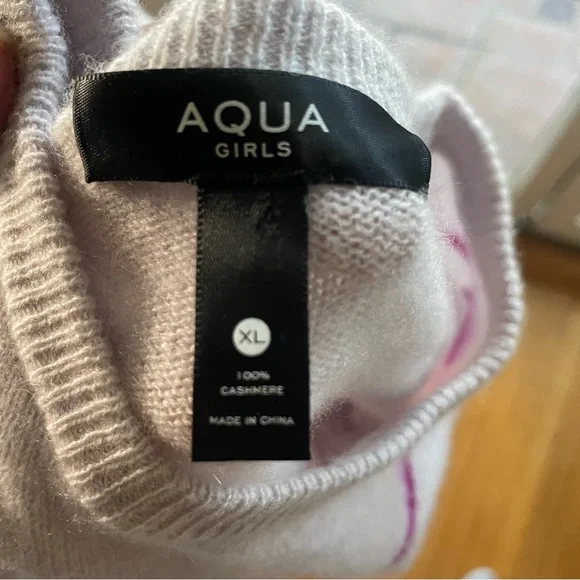 AQUA
GIRLS
XL
100%
CASHMERE
MADE IN CHINA